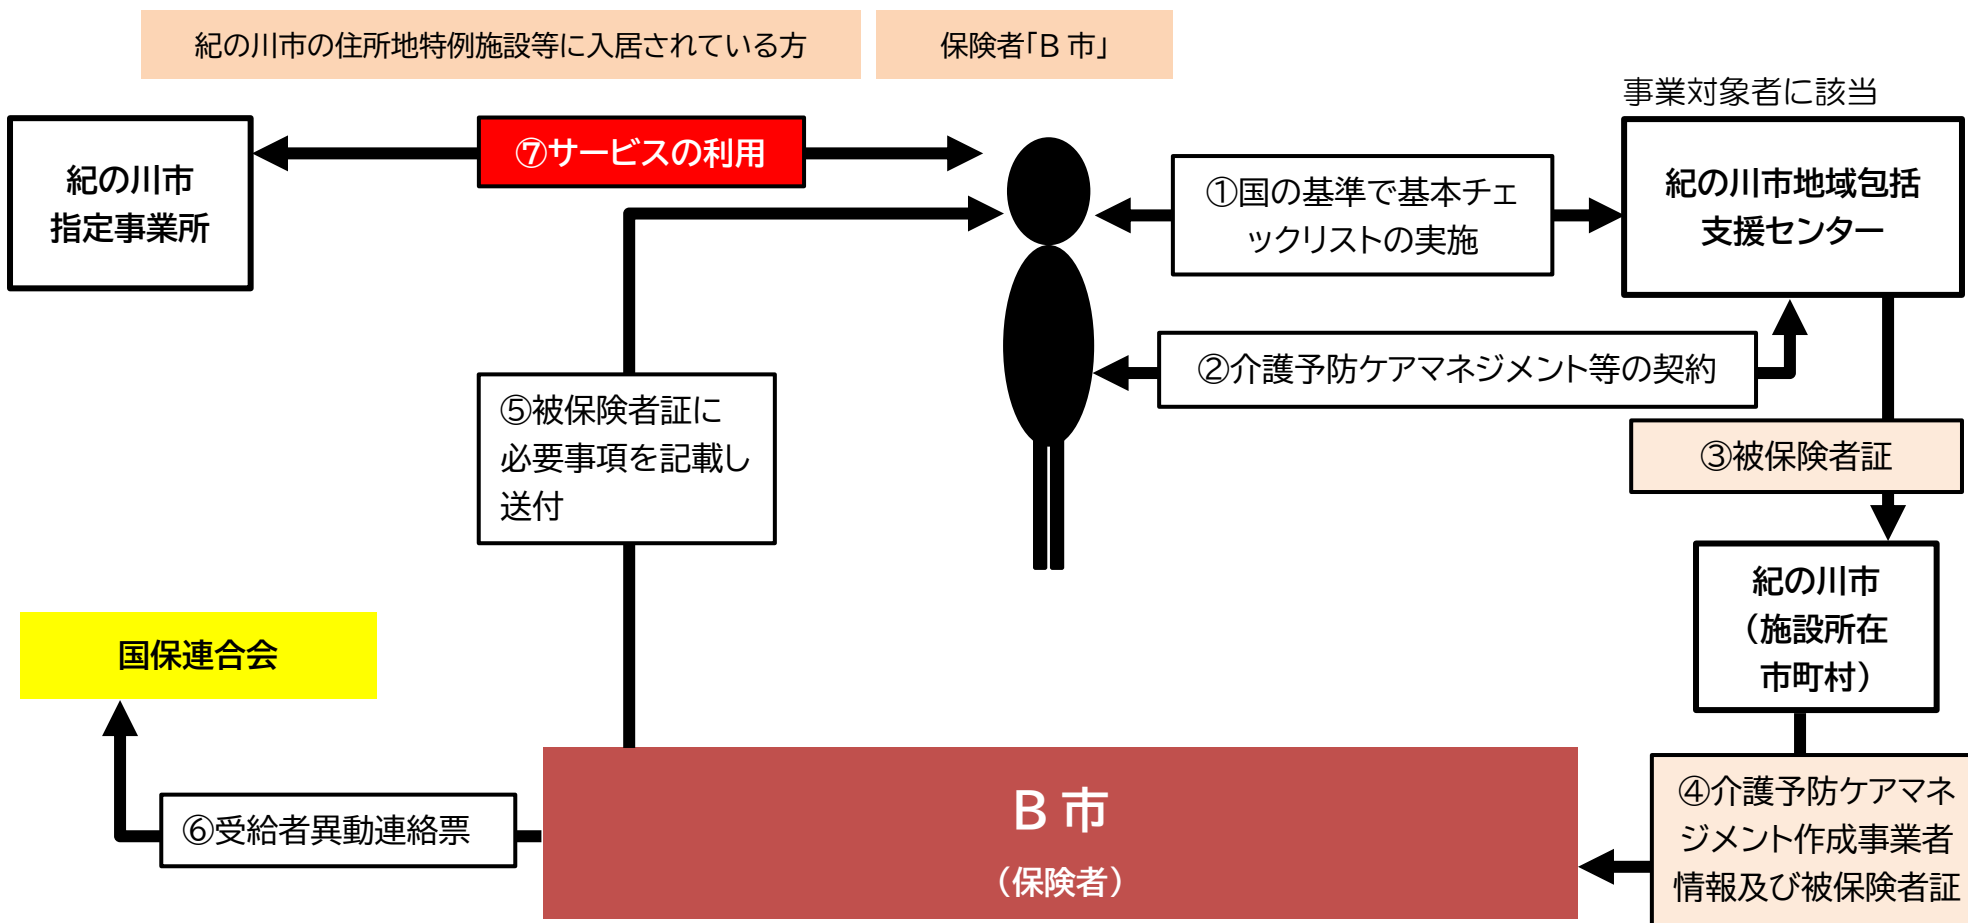 紀の川市の住所地特例施設等に入居されている方
保険者「B市」
事業対象者に該当
紀の川市
指定事業所
⑦サービスの利用
①国の基準で基本チェ
ックリストの実施
紀の川市地域包括
支援センター
②介護予防ケアマネジメント等の契約
⑤被保険者証に
必要事項を記載し
送付
③被保険者証
紀の川市
（施設所在
市町村）
国保連合会
⑥受給者異動連絡票
B市
（保険者）
④介護予防ケアマネ
ジメント作成事業者
情報及び被保険者証